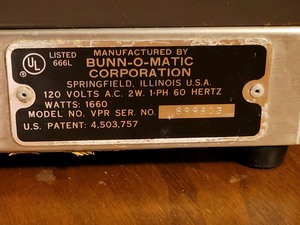 UL
LISTED
666L
MANUFACTURED BY
BUNN-O-MATIC
CORPORATION
SPRINGFIELD, ILLINOIS U.S.A.
120 VOLTS A.C. 2W. 1-PH 60 HERTZ
WATTS: 1660
MODEL NO. VPR SER. NO.
U.S. PATENT: 4,503,757